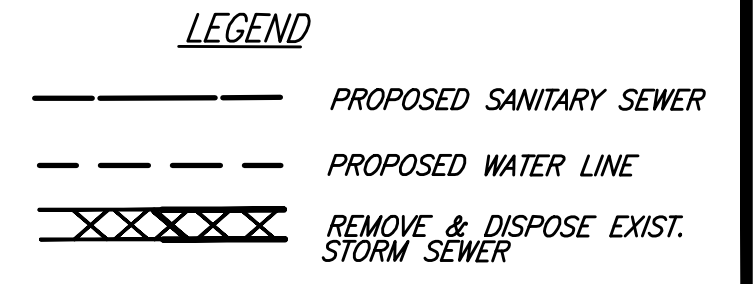 LEGEND
PROPOSED SANITARY SEWER
PROPOSED WATER LINE
REMOVE & DISPOSE EXIST.
STORM SEWER